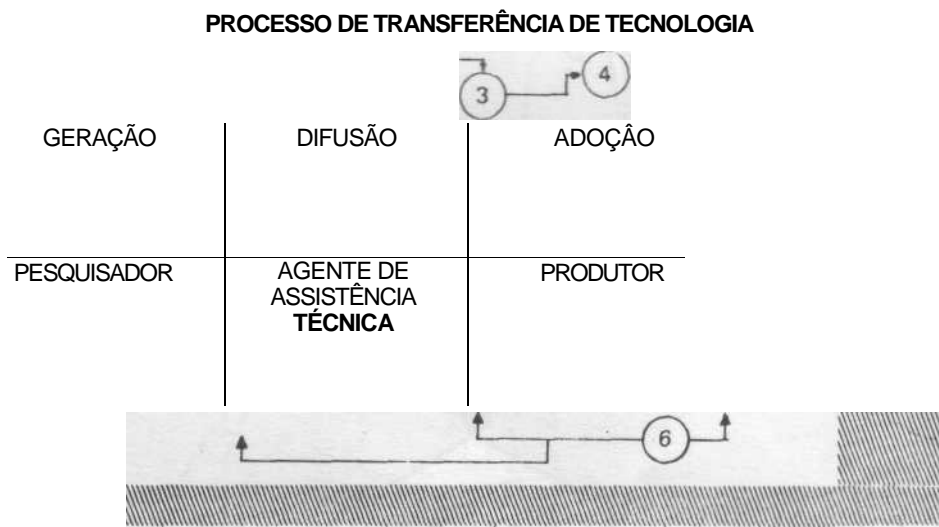 PROCESSO DE TRANSFERÊNCIA DE TECNOLOGIA
3 4
GERAÇÃO DIFUSÃO ADOÇÂO
PESQUISADOR AGENTE DE PRODUTOR
ASSISTÊNCIA
TÉCNICA
6